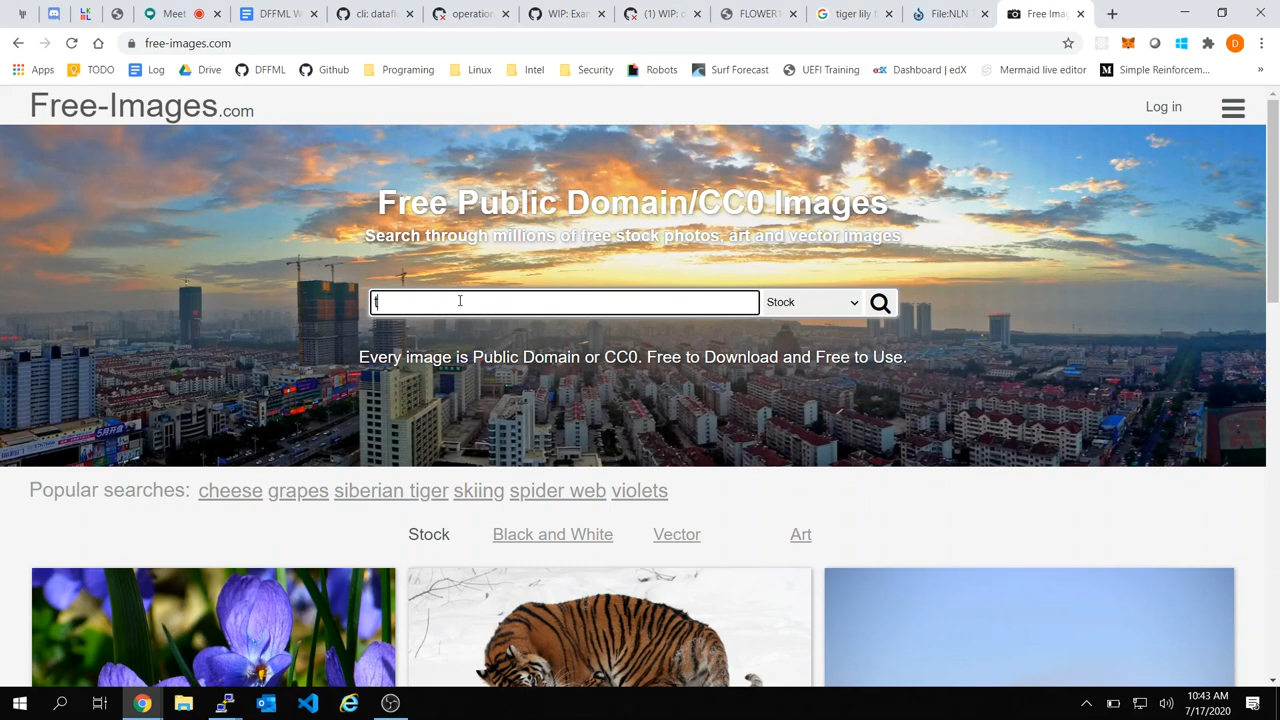 Meet
DFFML W
cli: datafl
operation
WIP: Exan
(1) WIP: c
FLOWER1
tiger lily f
File:NLN
Free Imag
free-images.com
D
Apps
TODO
Log
Drive
DFFML
Github
Programing
Linux
Intel
Security
Robots
Surf Forecast
UEFI Training
edX
Dashboard | edX
Mermaid live editor
M
Simple Reinforcem...
»
Free-Images.com
Log in
Free Public Domain/CC0 Images
Search through millions of free stock photos, art and vector images
t
Stock
Every image is Public Domain or CC0. Free to Download and Free to Use.
Popular searches: cheese grapes siberian tiger skiing spider web violets
Stock
Black and White
Vector
Art
10:43 AM
7/17/2020